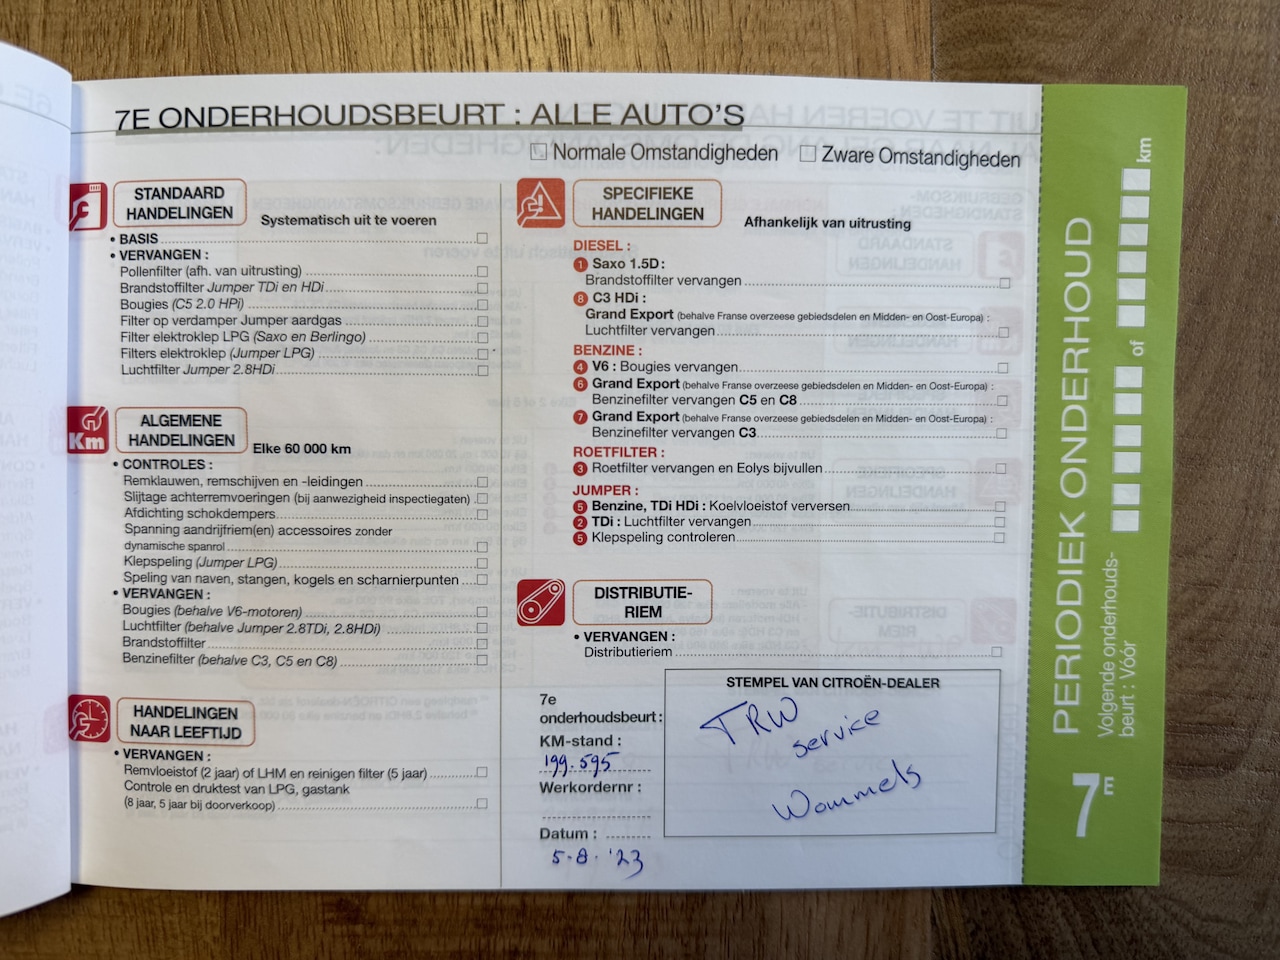 7E ONDERHOUDSBEURT : ALLE AUTO'S
Normale Omstandigheden
Zware Omstandigheden
STANDAARD
HANDELINGEN
Systematisch uit te voeren
• BASIS
• VERVANGEN :
Pollenfilter (afh. van uitrusting)
Brandstoffilter Jumper TDi en HDi
Bougies (C5 2.0 HPi)
Filter op verdamper Jumper aardgas
Filter elektroklep LPG (Saxo en Berlingo)
Filters elektroklep (Jumper LPG)
Luchtfilter Jumper 2.8HDi
Km
ALGEMENE
HANDELINGEN
Elke 60 000 km
• CONTROLES :
Remklauwen, remschijven en -leidingen
Slijtage achterremvoeringen (bij aanwezigheid inspectiegaten)
Afdichting schokdempers
Spanning aandrijfriem(en) accessoires zonder
dynamische spanrol
Klepspeling (Jumper LPG)
Speling van naven, stangen, kogels en scharnierpunten
• VERVANGEN :
Bougies (behalve V6-motoren)
Luchtfilter (behalve Jumper 2.8TDi, 2.8HDi)
Brandstoffilter
Benzinefilter (behalve C3, C5 en C8)
HANDELINGEN
NAAR LEEFTIJD
• VERVANGEN :
Remvloeistof (2 jaar) of LHM en reinigen filter (5 jaar)
Controle en druktest van LPG, gastank
(8 jaar, 5 jaar bij doorverkoop)
SPECIFIEKE
HANDELINGEN
Afhankelijk van uitrusting
DIESEL :
1 Saxo 1.5D :
Brandstoffilter vervangen
8 C3 HDi :
Grand Export (behalve Franse overzeese gebiedsdelen en Midden- en Oost-Europa) :
Luchtfilter vervangen
BENZINE :
4 V6 : Bougies vervangen
6 Grand Export (behalve Franse overzeese gebiedsdelen en Midden- en Oost-Europa) :
Benzinefilter vervangen C5 en C8
7 Grand Export (behalve Franse overzeese gebiedsdelen en Midden- en Oost-Europa) :
Benzinefilter vervangen C3
ROETFILTER :
3 Roetfilter vervangen en Eolys bijvullen
JUMPER :
5 Benzine, TDi HDi : Koelvloeistof verversen
2 TDi : Luchtfilter vervangen
5 Klepspeling controleren
DISTRIBUTIE-
RIEM
• VERVANGEN :
Distributieriem
7e
onderhoudsbeurt :
KM-stand :
199.595
Werkordernr :
Datum :
5-8-'23
STEMPEL VAN CITROËN-DEALER
TRW
service
Wommels
PERIODIEK ONDERHOUD
Volgende onderhouds-
beurt : Vóór
of
km
7E